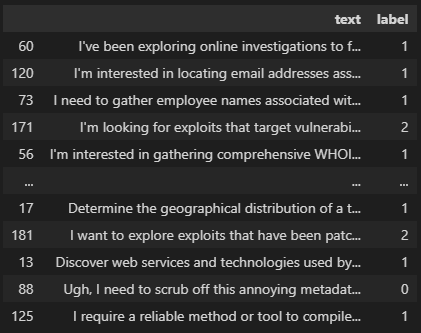 text label
60 I've been exploring online investigations to f... 1
120 I'm interested in locating email addresses ass... 1
73 I need to gather employee names associated wit... 1
171 I'm looking for exploits that target vulnerabi... 2
56 I'm interested in gathering comprehensive WHOI... 1
... ... ...
17 Determine the geographical distribution of a t... 1
181 I want to explore exploits that have been patc... 2
13 Discover web services and technologies used by... 1
88 Ugh, I need to scrub off this annoying metadat... 0
125 I require a reliable method or tool to compile... 1